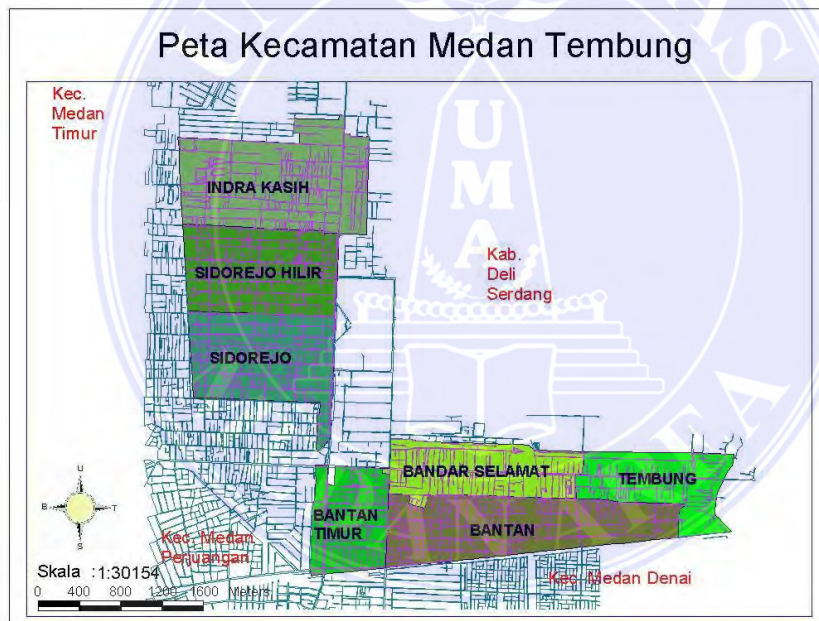 Peta Kecamatan Medan Tembung
Kec.
Medan
Timur
UMA
INDRA KASIH
SIDOREJO HILIR
Kab.
Deli
Serdang
SIDOREJO
BANDAR SELAMAT
TEMBUNG
U
B
T
S
BANTAN
TIMUR
BANTAN
Kec. Medan
Perjuangan
Kec. Medan Denai
Skala :1:30154
0 400 800 1200 1600 Meters